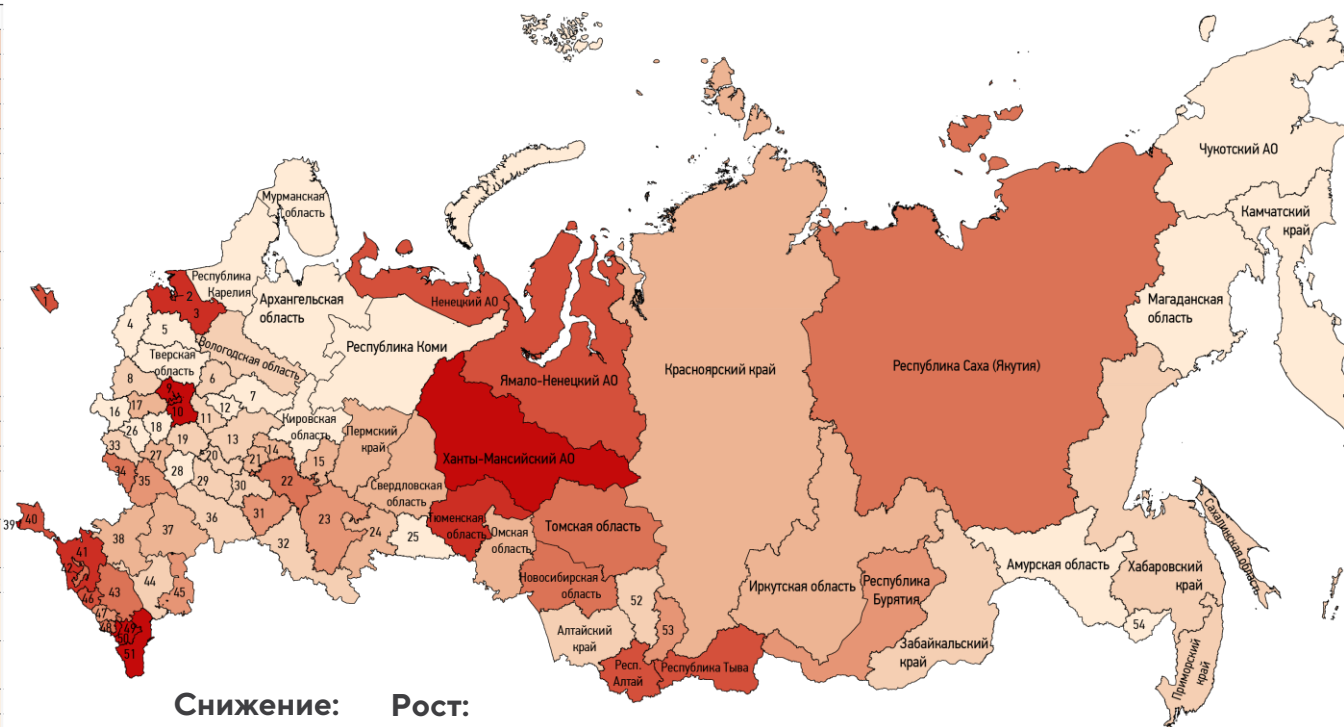 Чукотский АО
Мурманская
область
Камчатский
край
Республика
Карелия
1
2
3
Ненецкий АО
Архангельская
область
Магаданская
область
4
5
Республика Коми
Вологодская область
Тверская
область
Республика Саха (Якутия)
Красноярский край
Ямало-Ненецкий АО
8
6
7
9
10
16
17
12
11
Кировская
область
26
18
Пермский
край
33
19
13
27
20
21
14
15
Ханты-Мансийский АО
34
35
28
29
30
22
Свердловская
область
31
23
36
37
38
39
40
32
24
25
Тюменская
область
Омская
область
Томская область
Сахалинская область
41
42
43
44
45
46
47
48
49
50
51
Новосибирская
область
52
53
Алтайский
край
Иркутская область
Республика
Бурятия
Амурская область
Хабаровский
край
54
Забайкальский
край
Приморский
край
Респ.
Алтай
Республика Тыва
Снижение: Рост: